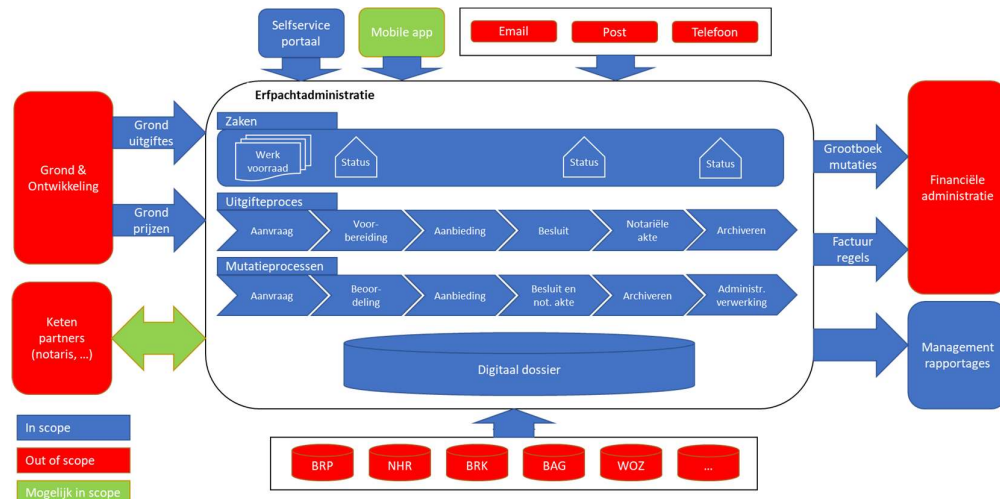 Selfservice
portaal
Mobile app
Email
Post
Telefoon
Erfpachtadministratie
Grond &
Ontwikkeling
Grond
uitgiftes
Grond
prijzen
Zaken
Werk
voorraad
Status
Status
Status
Uitgifteproces
Aanvraag
Voor-
bereiding
Aanbieding
Besluit
Notariële
akte
Archiveren
Mutatieprocessen
Aanvraag
Beoor-
deling
Aanbieding
Besluit en
not. akte
Archiveren
Administr.
verwerking
Digitaal dossier
Grootboek
mutaties
Factuur
regels
Financiële
administratie
Management
rapportages
Keten
partners
(notaris, ...)
In scope
Out of scope
Mogelijk in scope
BRP
NHR
BRK
BAG
WOZ
...